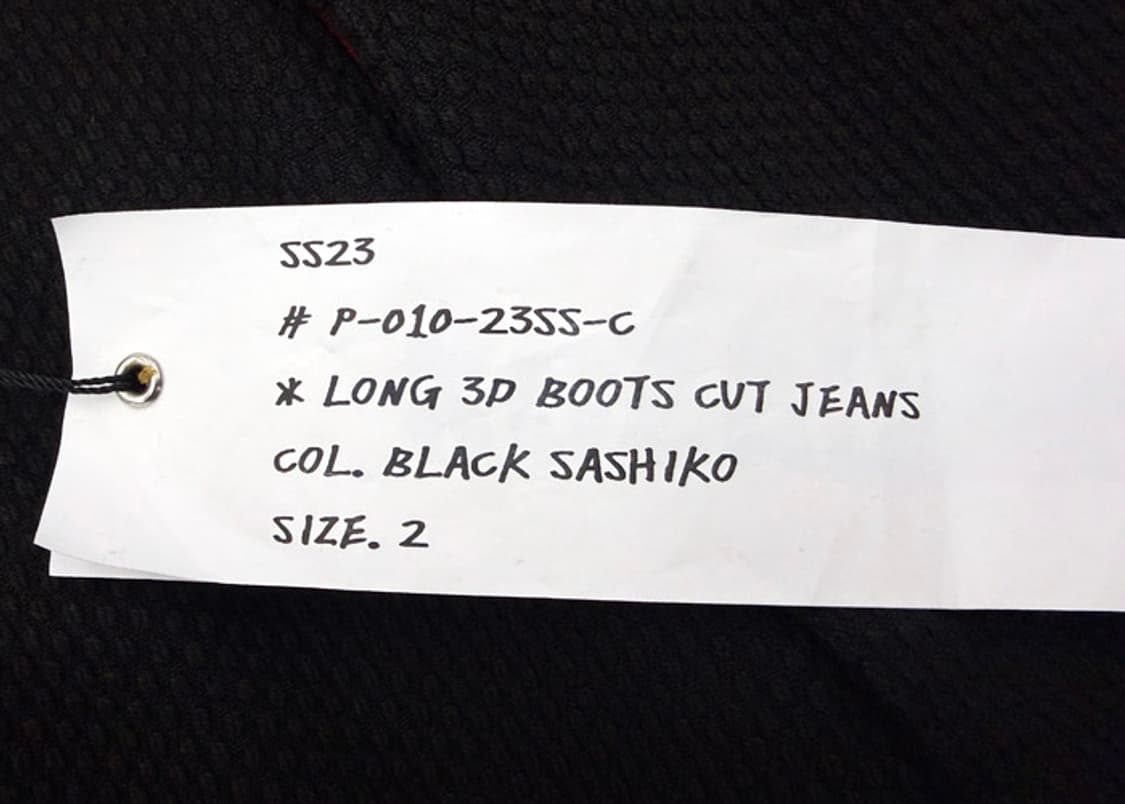 SS23
# P-010-23SS-C
* LONG 3D BOOTS CUT JEANS
COL. BLACK SASHIKO
SIZE. 2